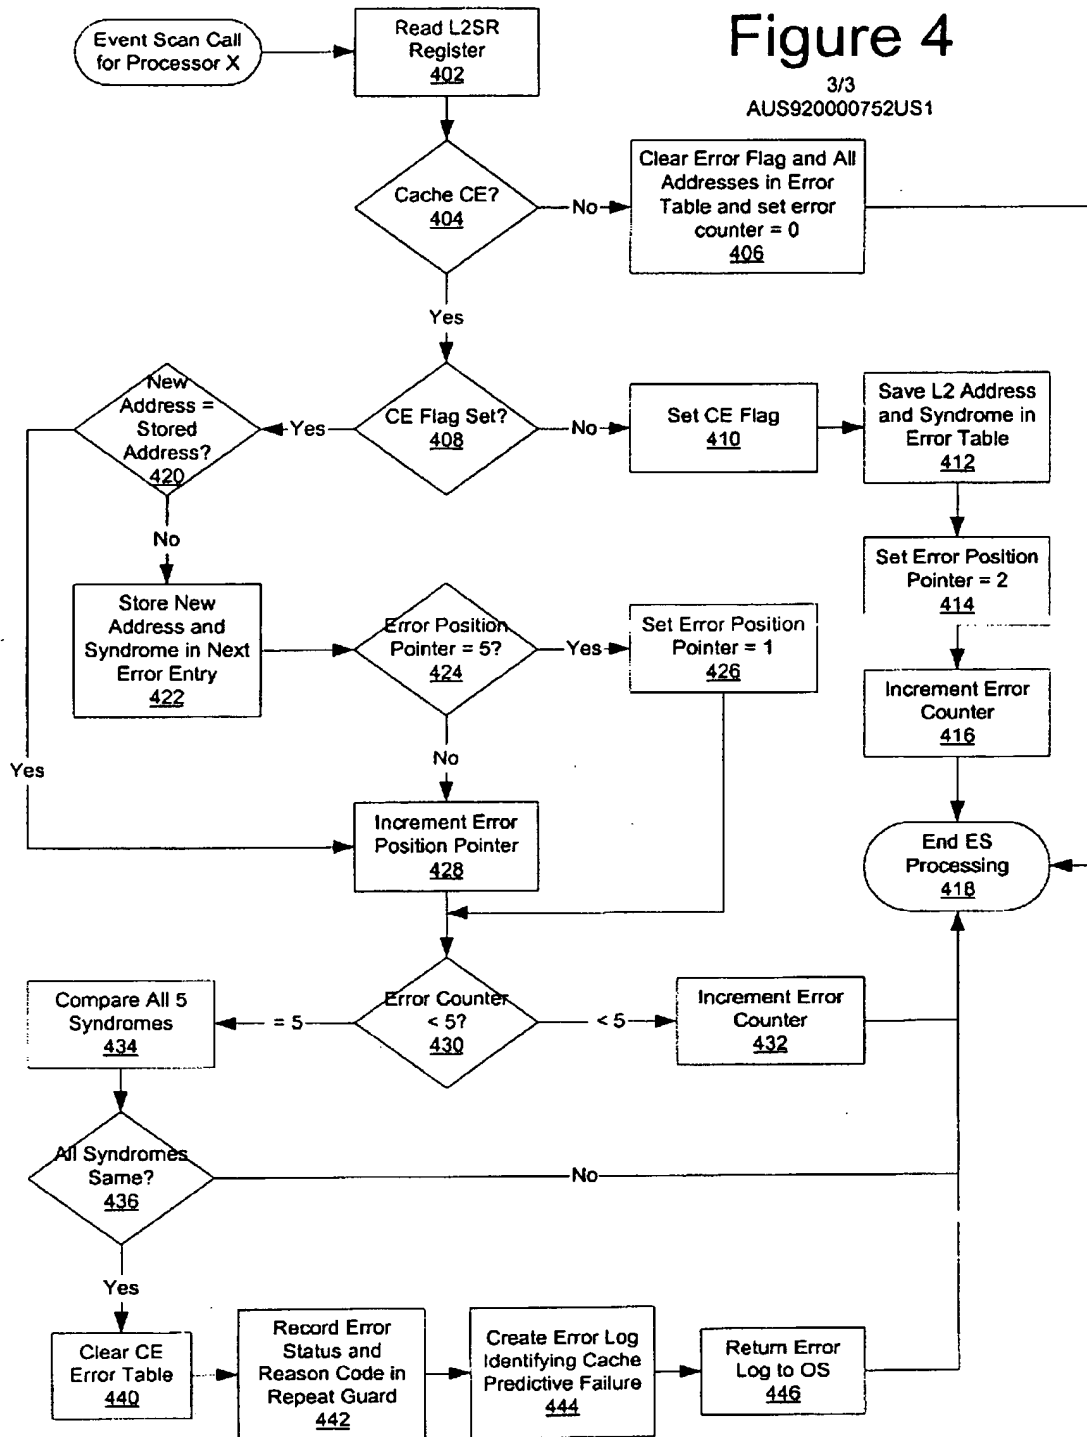 Figure 4
3/3
AUS920000752US1
Event Scan Call
for Processor X
Read L2SR
Register
402
Cache CE?
404
No
Clear Error Flag and All
Addresses in Error
Table and set error
counter = 0
406
Yes
New
Address =
Stored
Address?
420
Yes
CE Flag Set?
408
No
Set CE Flag
410
Save L2 Address
and Syndrome in
Error Table
412
No
Set Error Position
Pointer = 2
414
Store New
Address and
Syndrome in Next
Error Entry
422
Error Position
Pointer = 5?
424
Yes
Set Error Position
Pointer = 1
426
Increment Error
Counter
416
Yes
No
Increment Error
Position Pointer
428
End ES
Processing
418
Compare All 5
Syndromes
434
= 5
Error Counter
< 5?
430
< 5
Increment Error
Counter
432
All Syndromes
Same?
436
No
Yes
Clear CE
Error Table
440
Record Error
Status and
Reason Code in
Repeat Guard
442
Create Error Log
Identifying Cache
Predictive Failure
444
Return Error
Log to OS
446